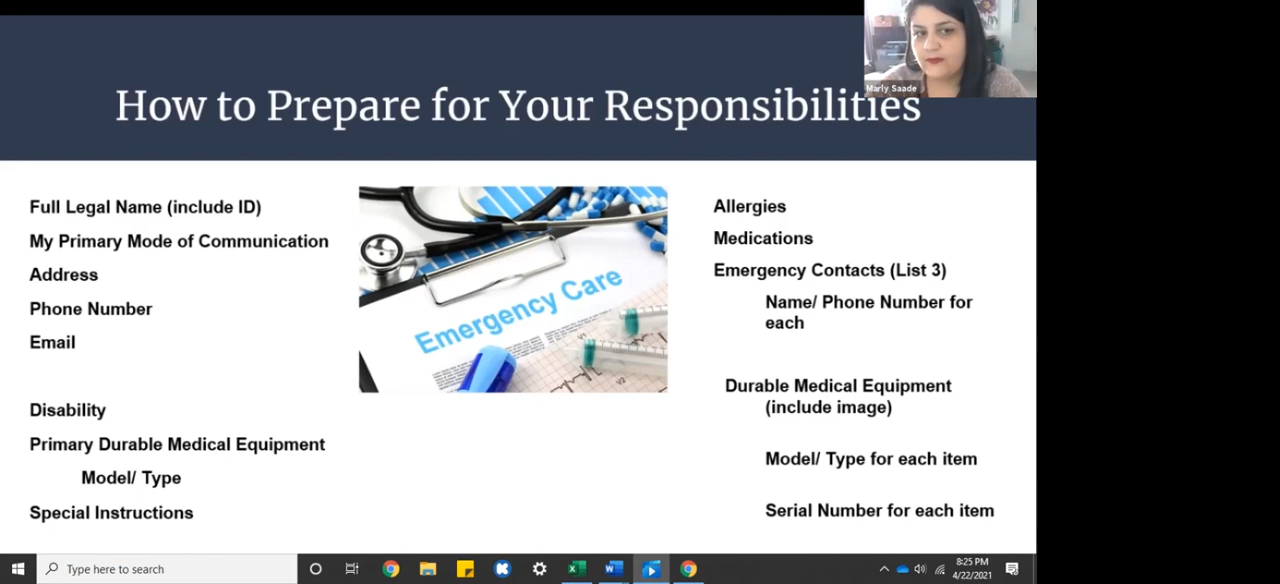 Marly Saade
How to Prepare for Your Responsibilities
Full Legal Name (include ID)
My Primary Mode of Communication
Address
Phone Number
Email
Disability
Primary Durable Medical Equipment
Model/ Type
Special Instructions
Emergency Care
V1
V2
Allergies
Medications
Emergency Contacts (List 3)
Name/ Phone Number for
each
Durable Medical Equipment
(include image)
Model/ Type for each item
Serial Number for each item
Type here to search
8:25 PM
4/22/2021